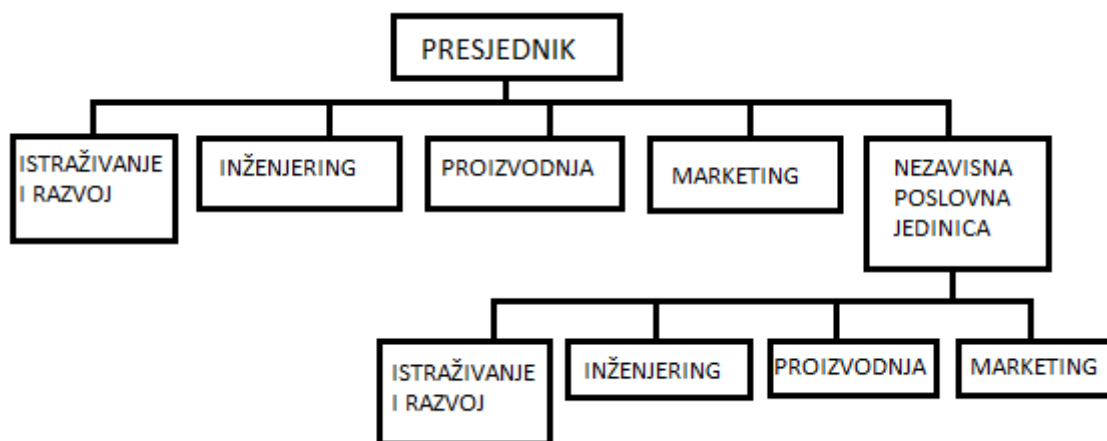 PRESJEDNIK
ISTRAŽIVANJE
I RAZVOJ
INŽENJERING
PROIZVODNJA
MARKETING
NEZAVISNA
POSLOVNA
JEDINICA
ISTRAŽIVANJE
I RAZVOJ
INŽENJERING
PROIZVODNJA
MARKETING